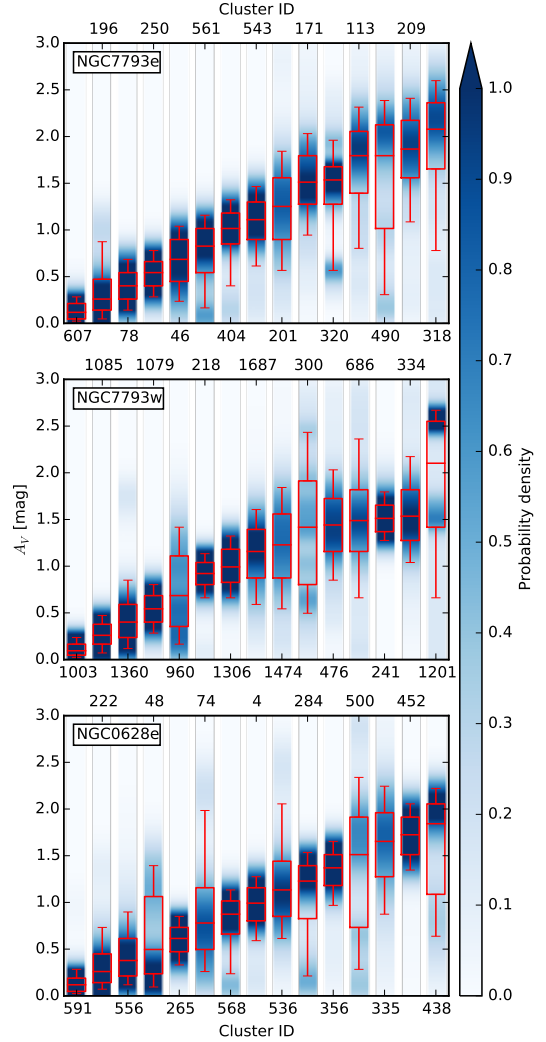 Cluster ID
196 250 561 543 171 113 209
3.0 2.5 2.0 1.5 1.0 0.5 0.0
NGC7793e
607 78 46 404 201 320 490 318
1085 1079 218 1687 300 686 334
3.0 2.5 2.0 1.5 1.0 0.5 0.0
NGC7793w
A_V [mag]
1003 1360 960 1306 1474 476 241 1201
222 48 74 4 284 500 452
3.0 2.5 2.0 1.5 1.0 0.5 0.0
NGC0628e
591 556 265 568 536 356 335 438
Cluster ID
1.0 0.9 0.8 0.7 0.6 0.5 0.4 0.3 0.2 0.1 0.0
Probability density